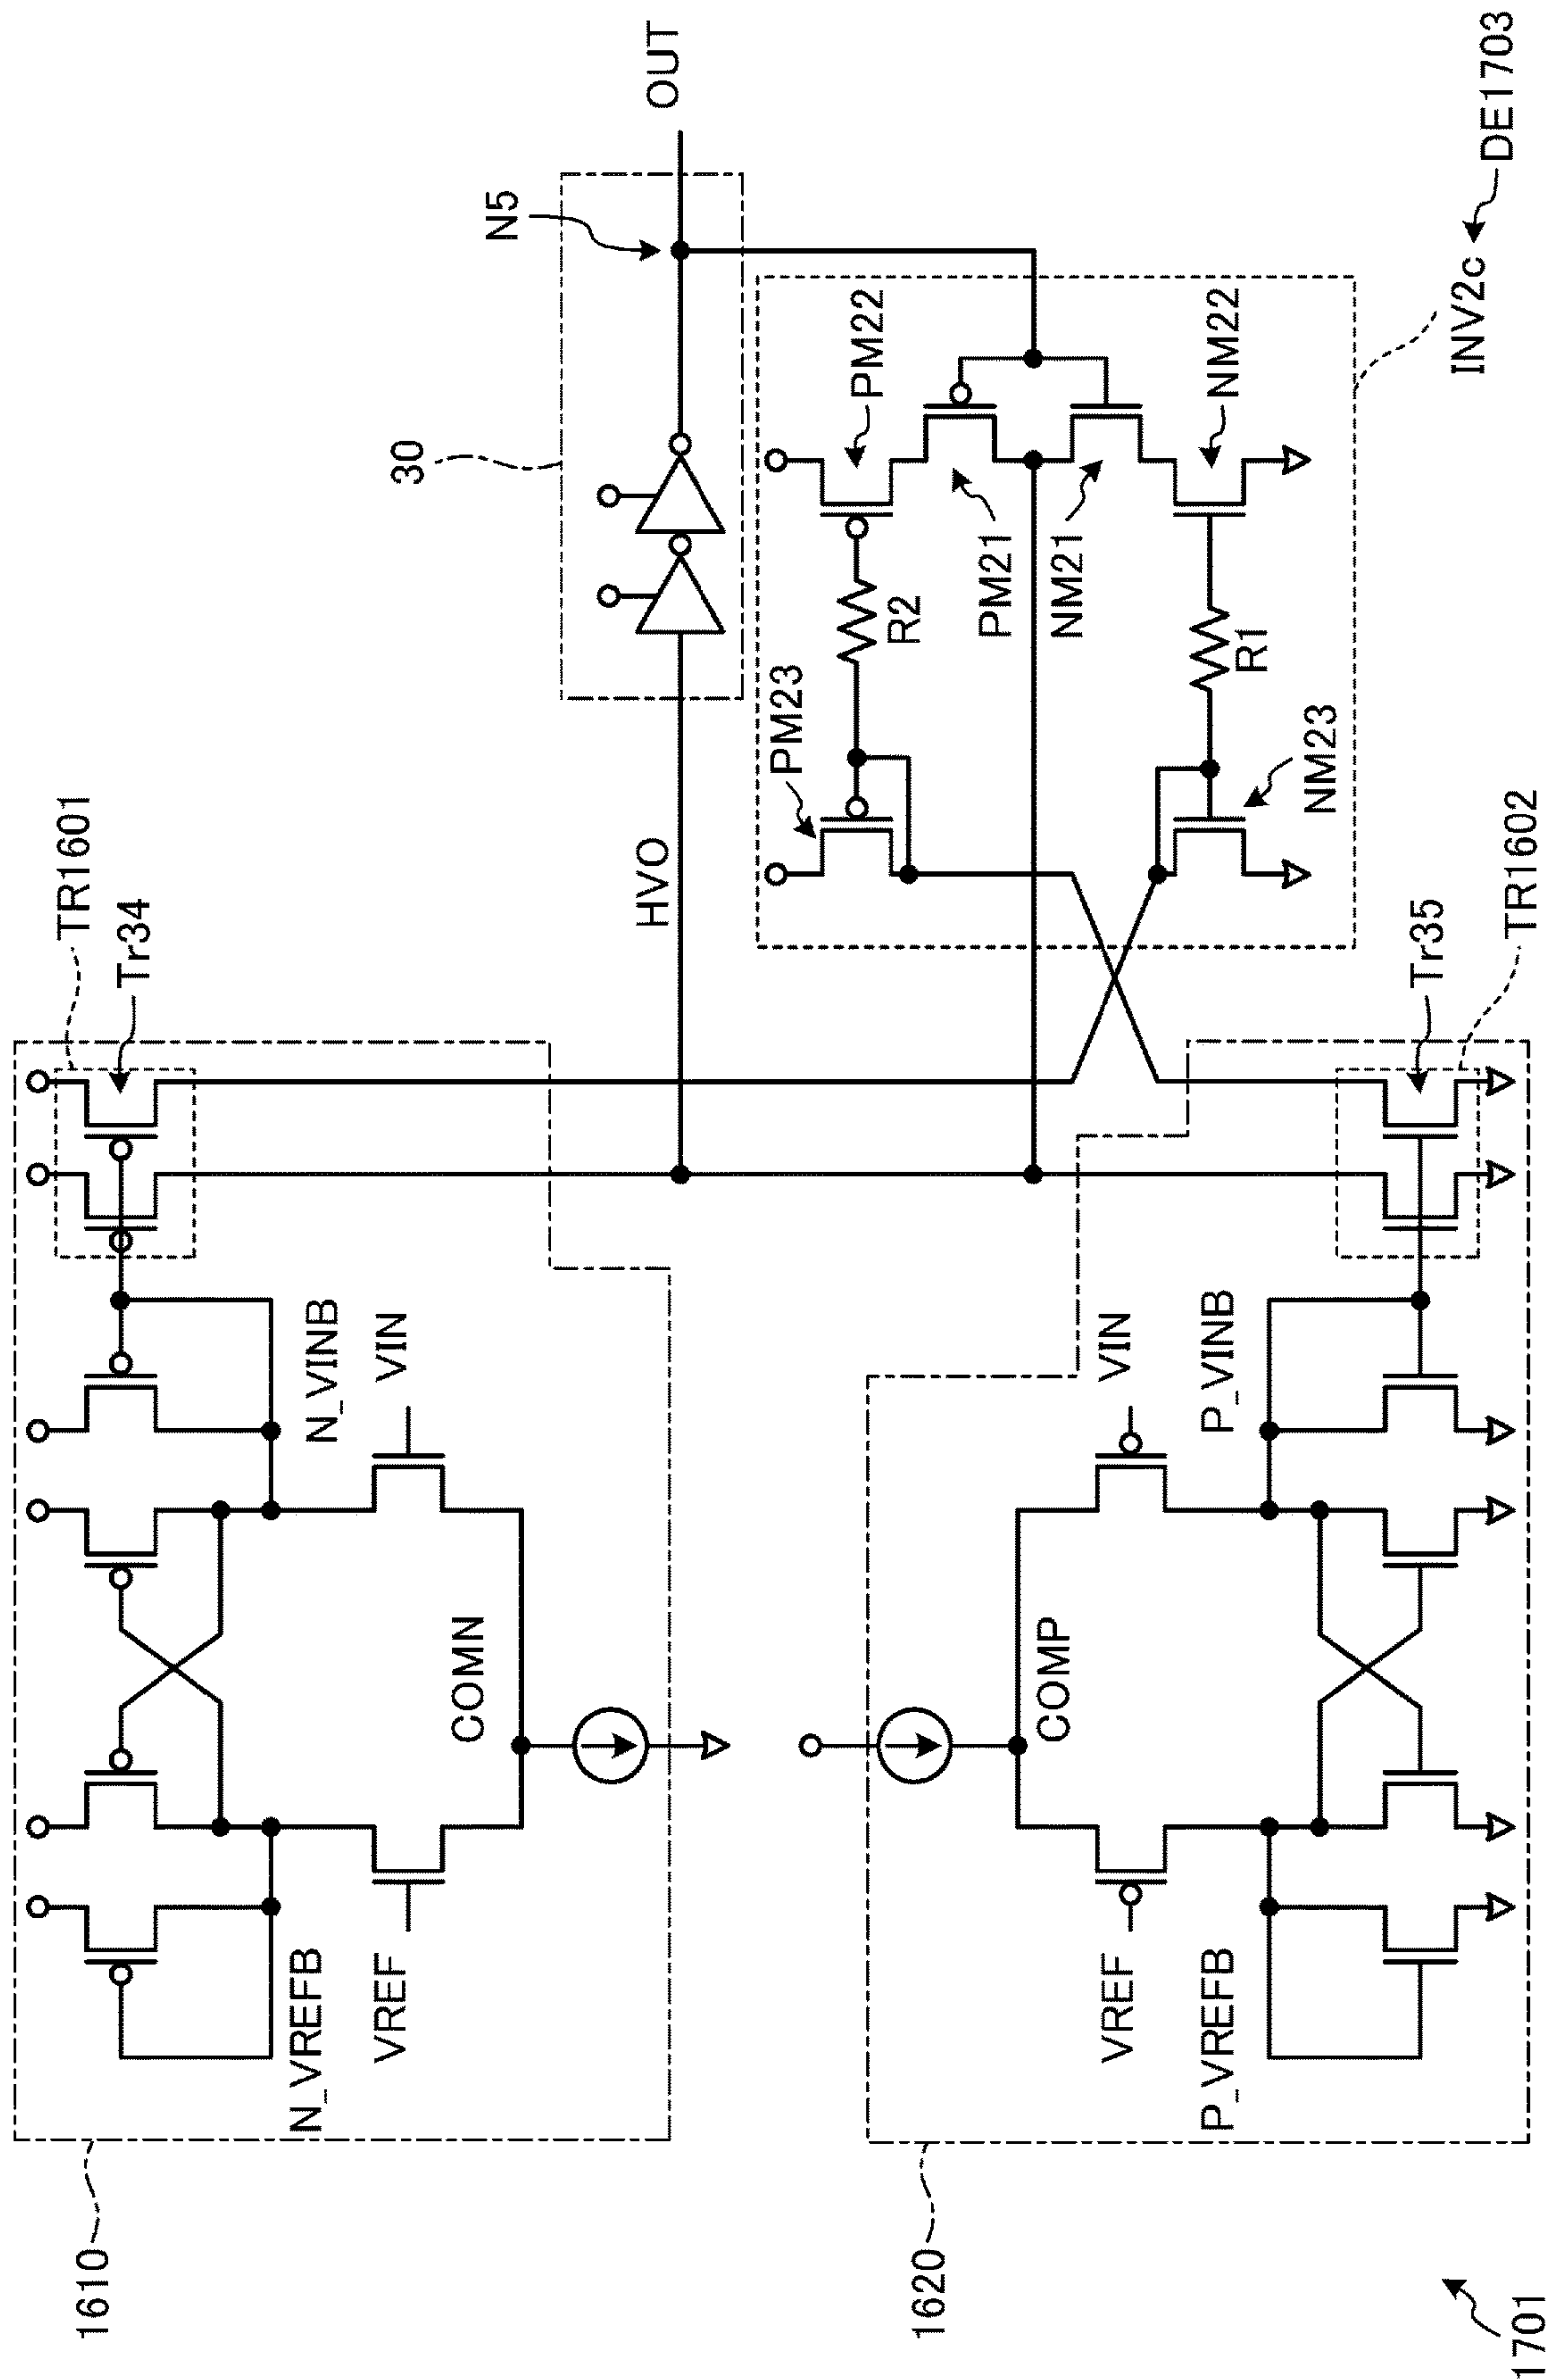 1610
N_VREFB
VREF
COMN
N_VINB
VIN
TR1601
Tr34
HVO
30
N5
OUT
PM23
R2
PM22
PM21
NM21
R1
NM22
NM23
INV2c
DE1703
1620
VREF
P_VREFB
COMP
VIN
P_VINB
Tr35
TR1602
1701